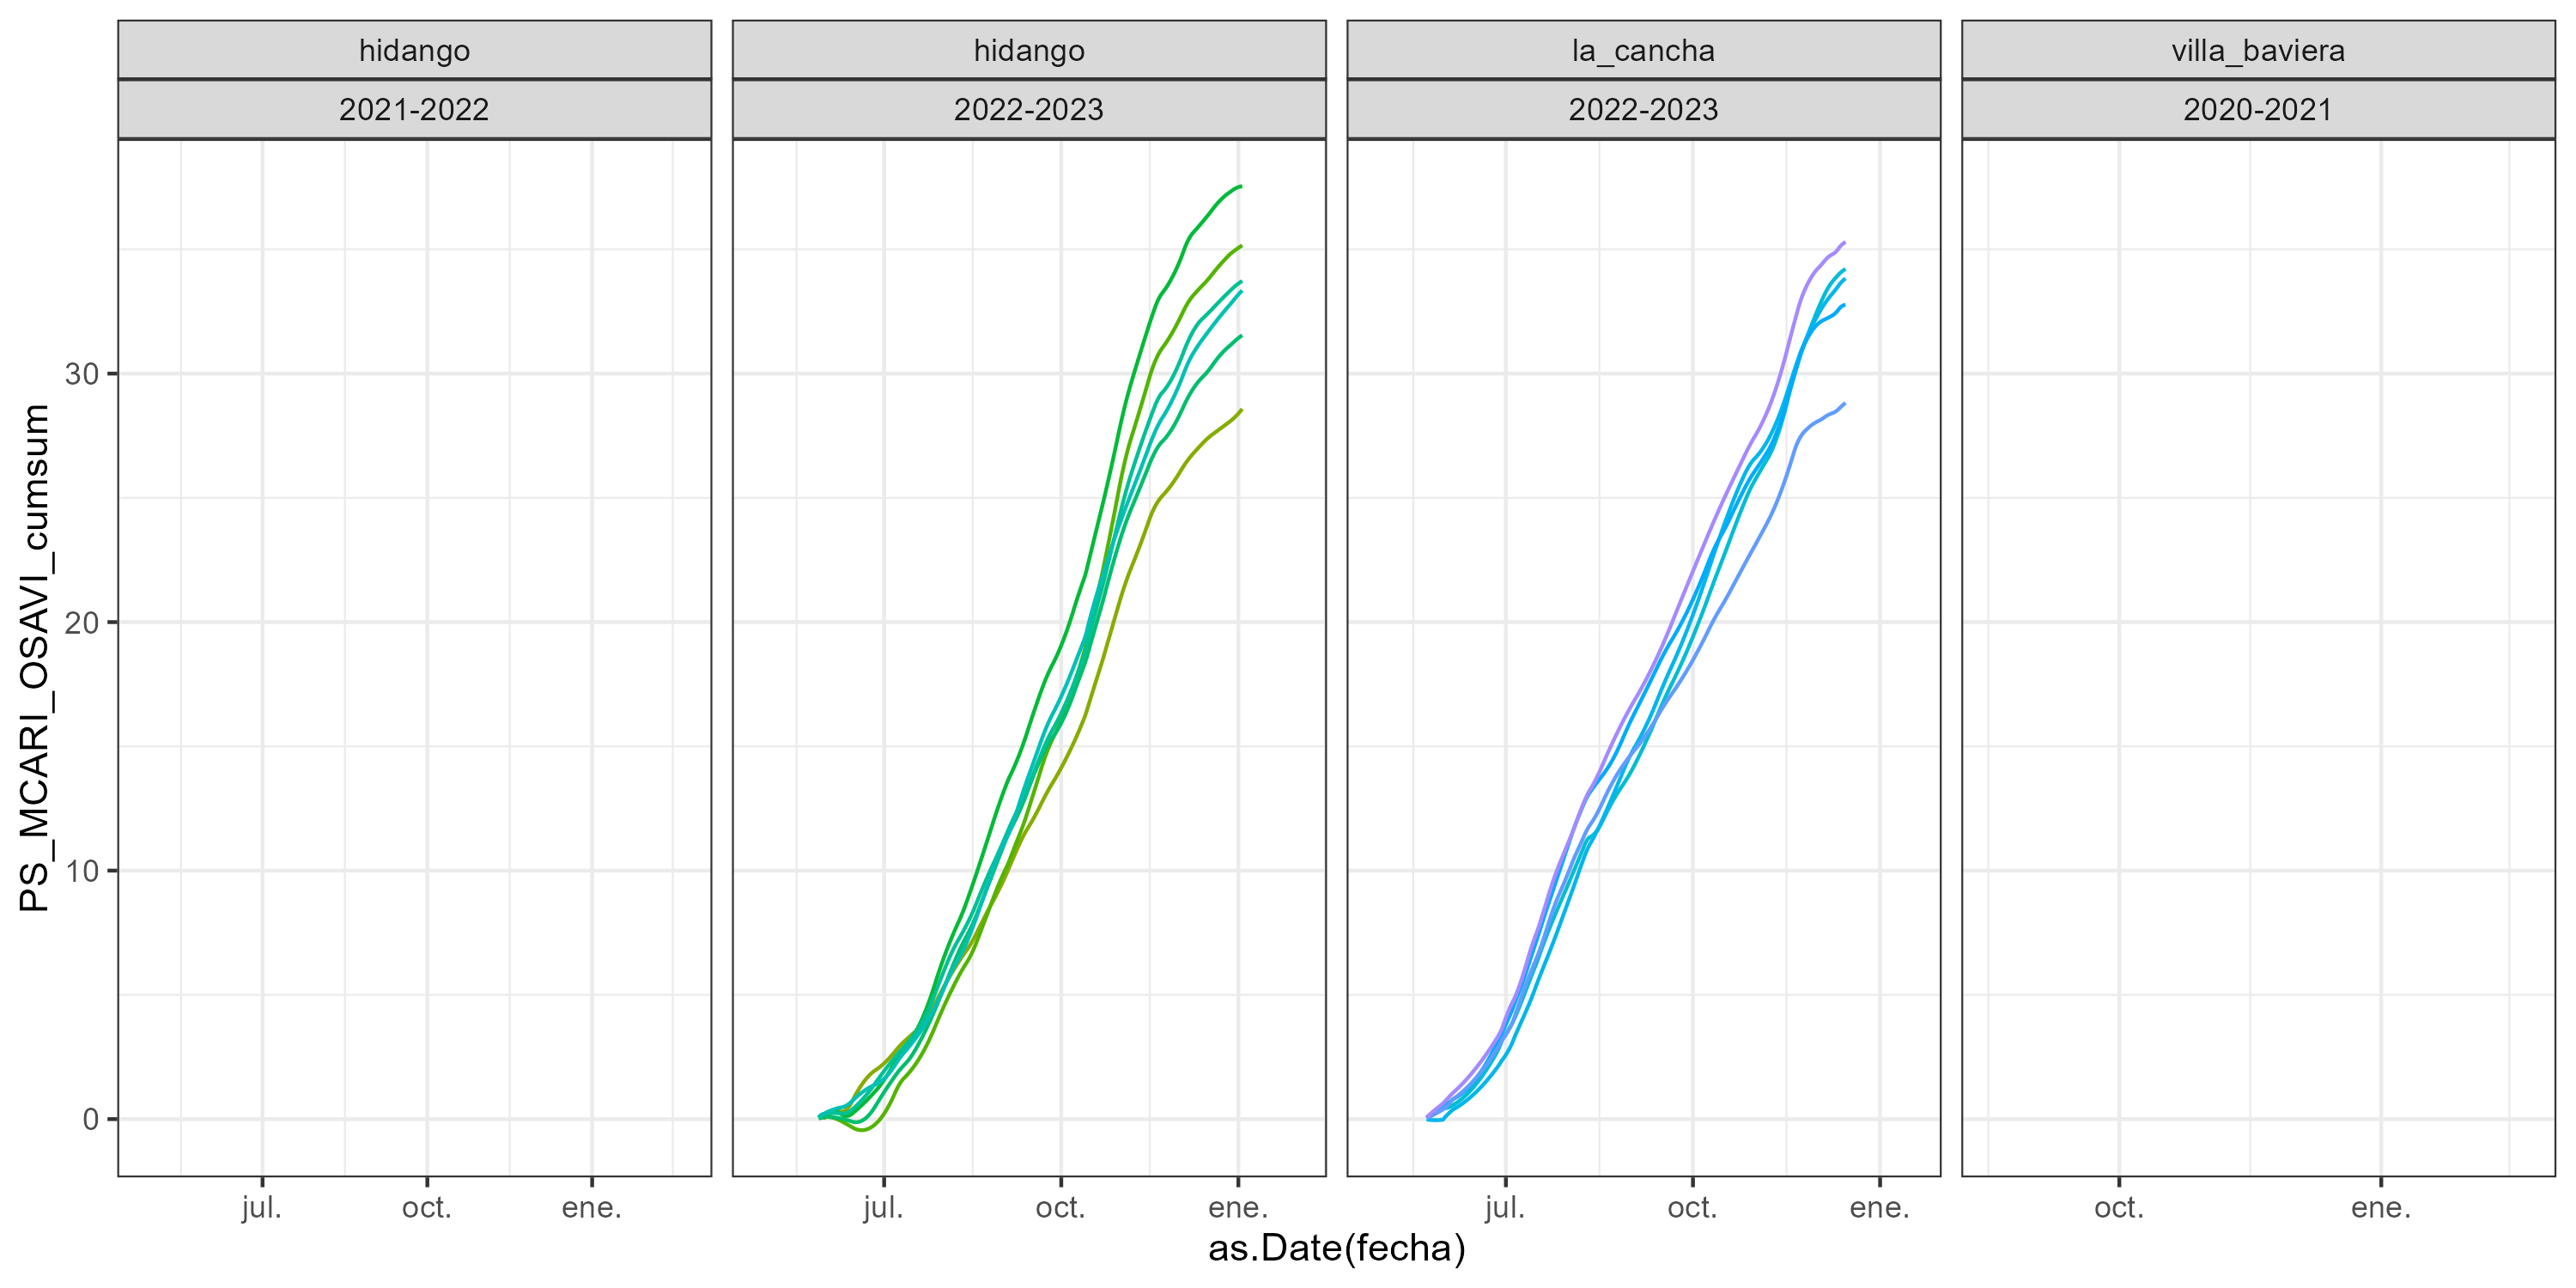 hidango
2021-2022
hidango
2022-2023
la_cancha
2022-2023
villa_baviera
2020-2021
PS_MCARI_OSAVI_cumsum
30
20
10
0
jul. oct. ene.
jul. oct. ene.
jul. oct. ene.
oct. ene.
as.Date(fecha)